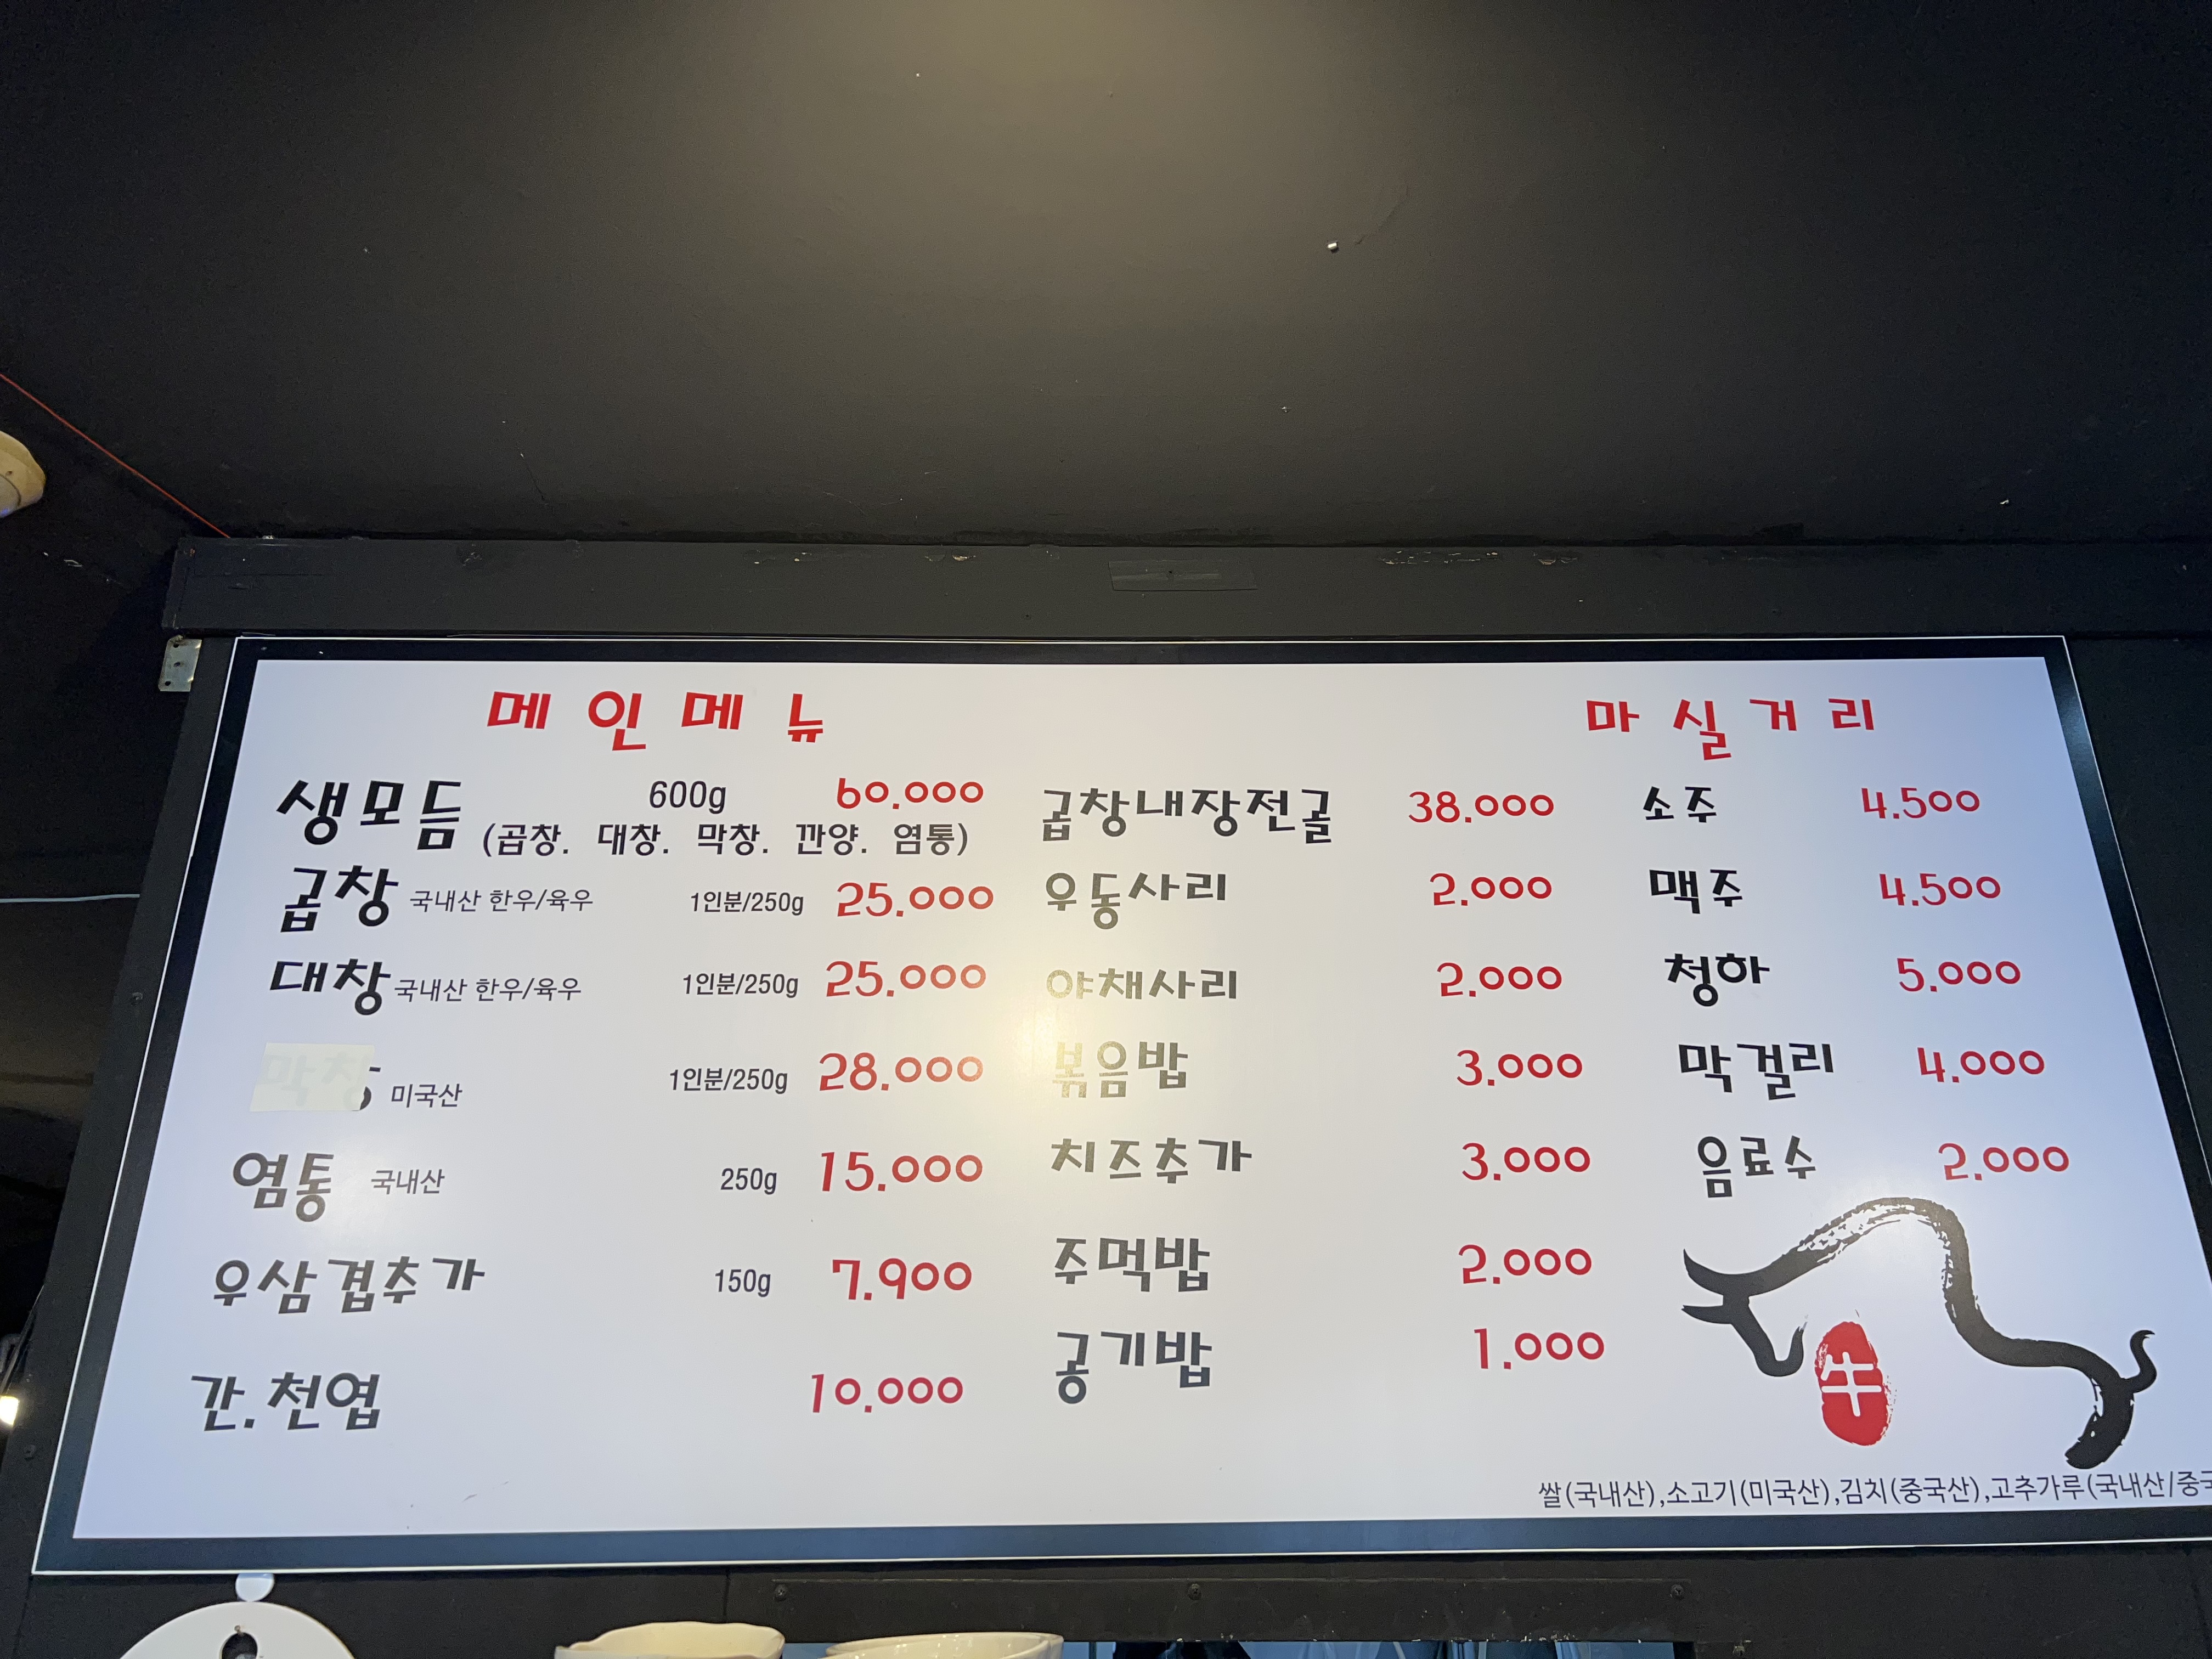 메인메뉴
생모듬 600g 60.000
(곱창. 대창. 막창. 깐양. 염통)
곱창 국내산 한우/육우 1인분/250g 25.000
대창 국내산 한우/육우 1인분/250g 25.000
막창 미국산 1인분/250g 28.000
염통 국내산 250g 15.000
우삼겹추가 150g 7.900
간.천엽 10.000
곱창내장전골 38.000
우동사리 2.000
야채사리 2.000
볶음밥 3.000
치즈추가 3.000
주먹밥 2.000
공기밥 1.000
마실거리
소주 4.500
맥주 4.500
청하 5.000
막걸리 4.000
음료수 2.000
牛
쌀(국내산),소고기(미국산),김치(중국산),고추가루(국내산/중국